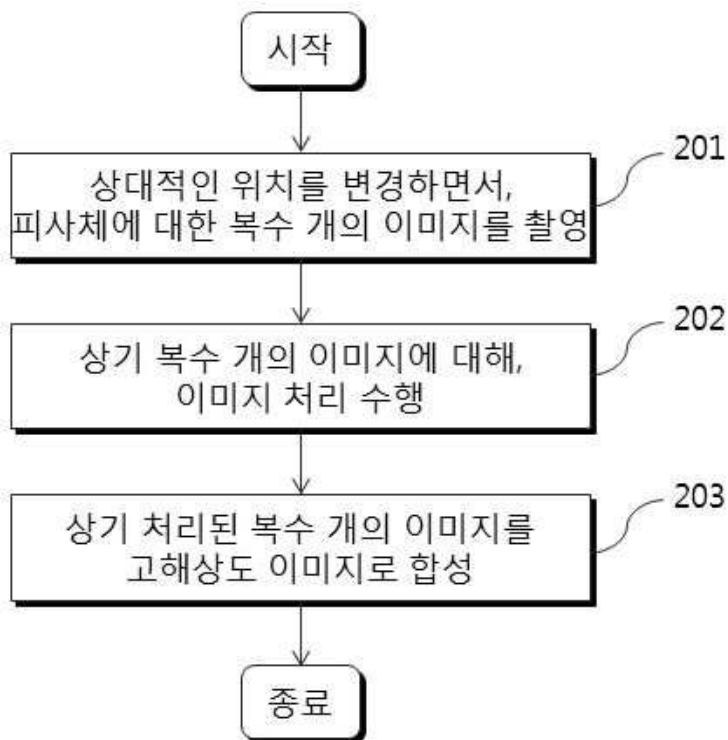 시작
201
상대적인 위치를 변경하면서,
피사체에 대한 복수 개의 이미지를 촬영
202
상기 복수 개의 이미지에 대해,
이미지 처리 수행
203
상기 처리된 복수 개의 이미지를
고해상도 이미지로 합성
종료